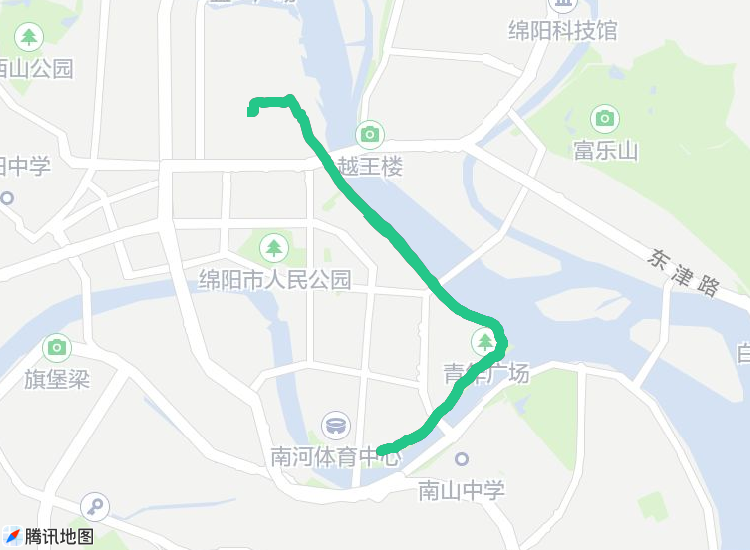 绵阳科技馆
西山公园
富乐山
越王楼
阳中学
东津路
绵阳市人民公园
旗堡梁
青年广场
白
南河体育中心
南山中学
腾讯地图